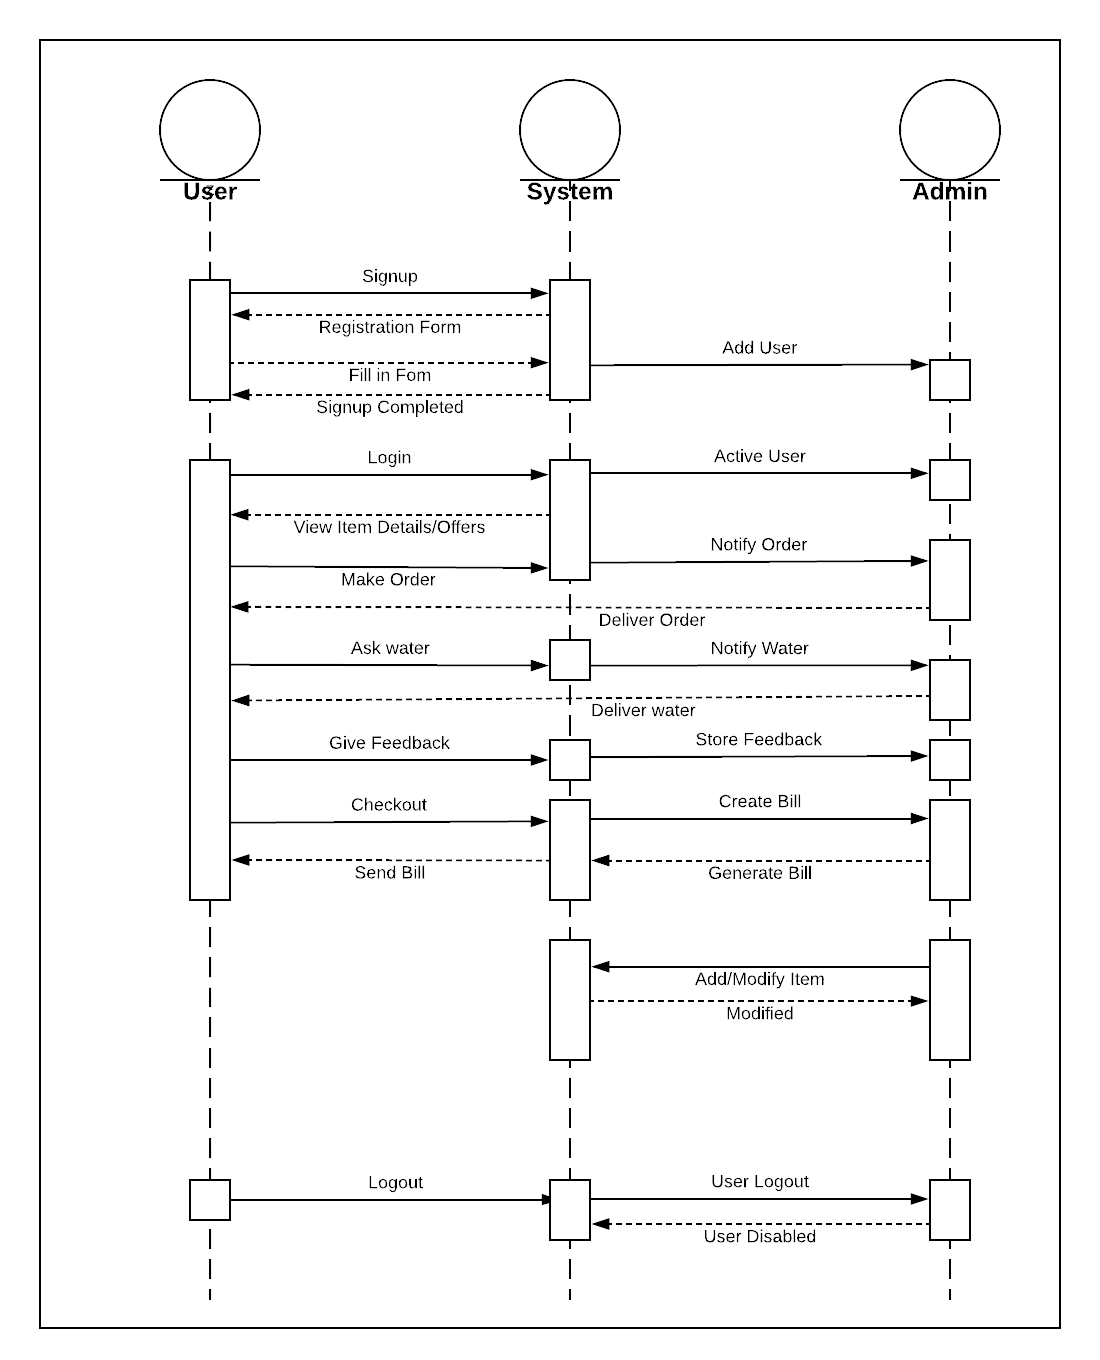 User
System
Admin
Signup
Registration Form
Add User
Fill in Fom
Signup Completed
Login
Active User
View Item Details/Offers
Notify Order
Make Order
Deliver Order
Ask water
Notify Water
Deliver water
Give Feedback
Store Feedback
Checkout
Create Bill
Send Bill
Generate Bill
Add/Modify Item
Modified
Logout
User Logout
User Disabled